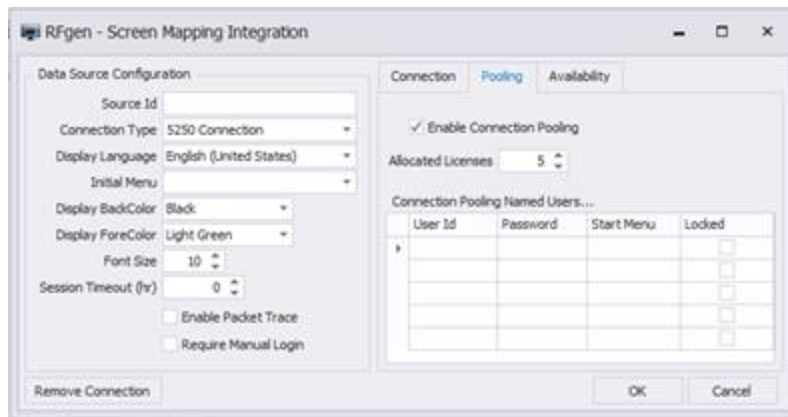 RFgen - Screen Mapping Integration
Data Source Configuration
Source Id
Connection Type 5250 Connection
Display Language English (United States)
Initial Menu
Display BackColor Black
Display ForeColor Light Green
Font Size 10
Session Timeout (hr) 0
Enable Packet Trace
Require Manual Login
Connection Pooling Availability
Enable Connection Pooling
Allocated Licenses 5
Connection Pooling Named Users...
User Id Password Start Menu Locked
Remove Connection OK Cancel